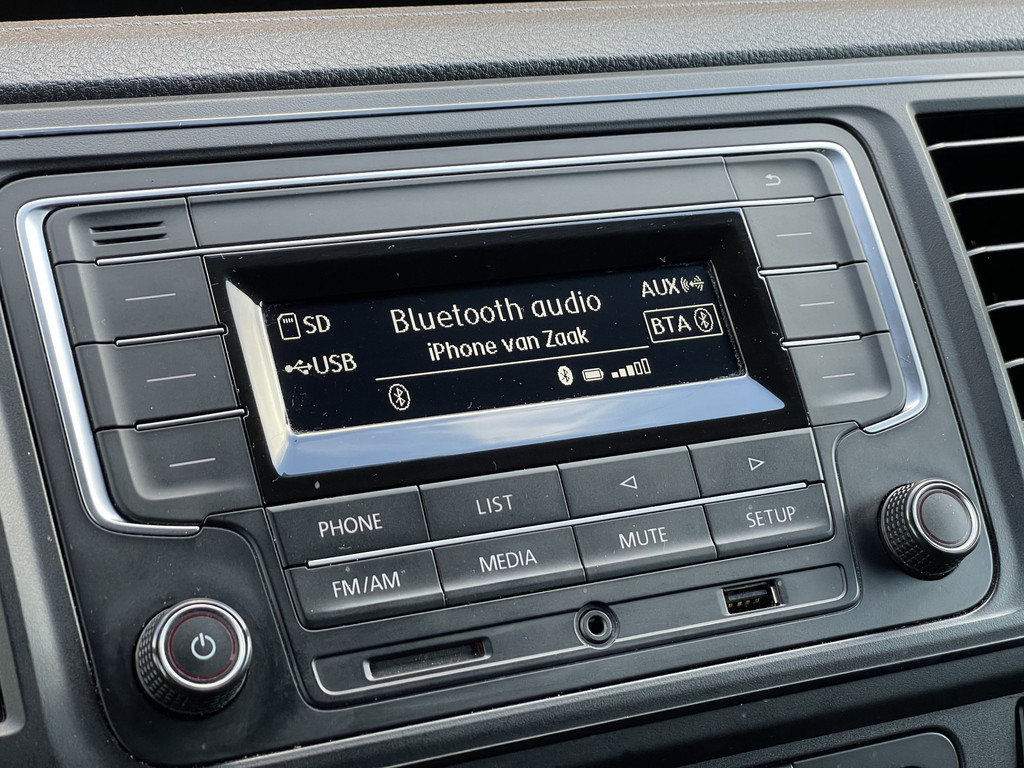 SD
Bluetooth audio
AUX
USB
iPhone van Zaak
BTA
PHONE
LIST
FM/AM
MEDIA
MUTE
SETUP